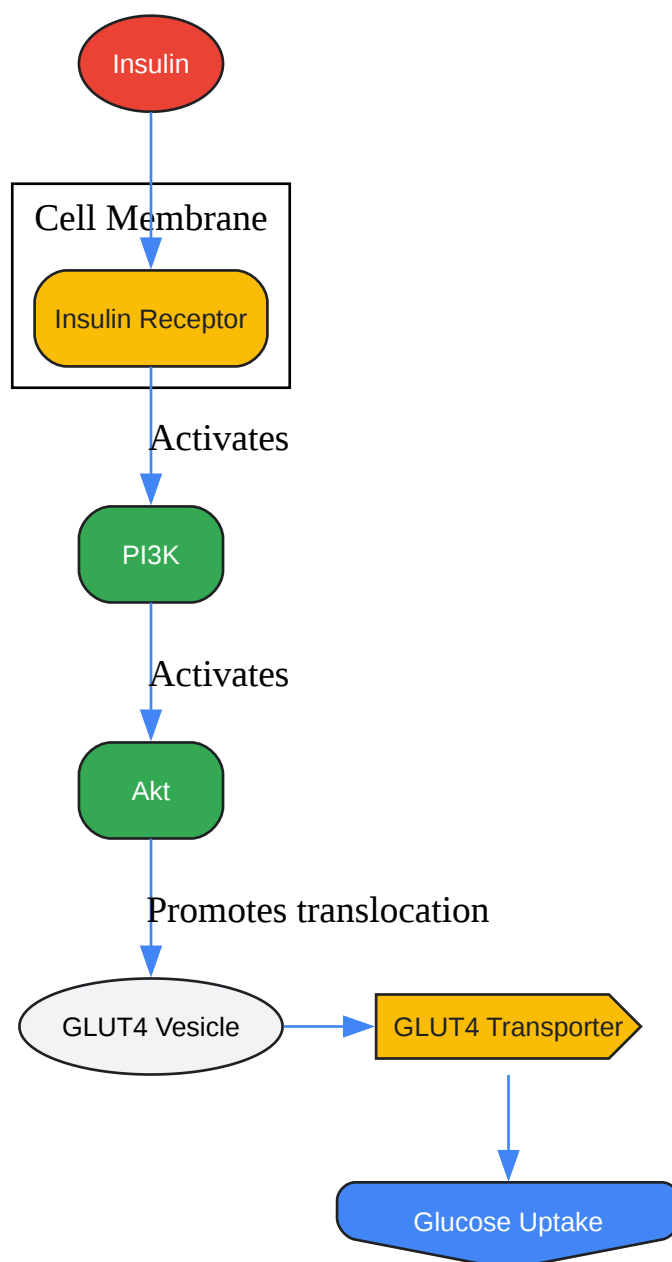 Insulin
Cell Membrane
Insulin Receptor
Activates
PI3K
Activates
Akt
Promotes translocation
GLUT4 Vesicle
GLUT4 Transporter
Glucose Uptake